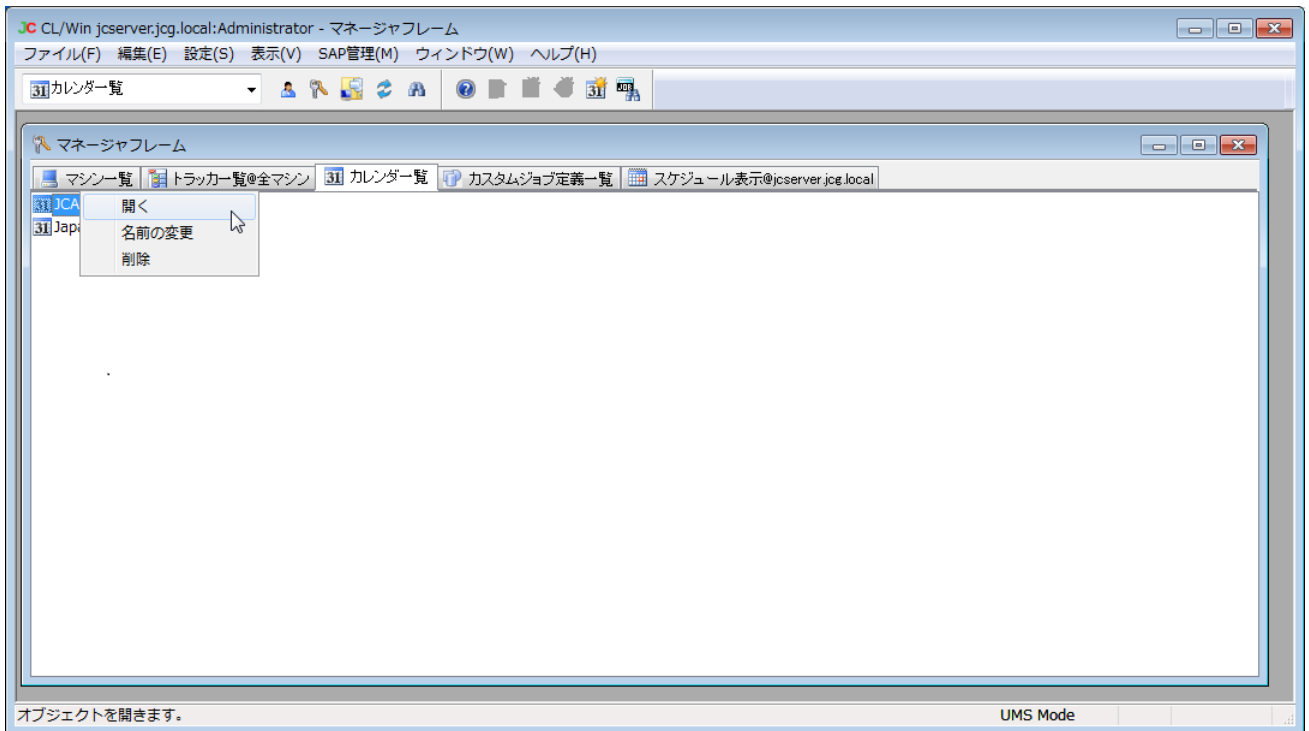 JC CL/Win jcserver.jcg.local:Administrator - マネージャフレーム
ファイル(F) 編集(E) 設定(S) 表示(V) SAP管理(M) ウィンドウ(W) ヘルプ(H)
31 カレンダ一覧
マネージャフレーム
マシン一覧 トラッカ一覧@全マシン 31 カレンダ一覧 カスタムジョブ定義一覧 スケジュール表示@jcserver.jcg.local
31 JCA
31 Japa
開く
名前の変更
削除
オブジェクトを開きます。 UMS Mode